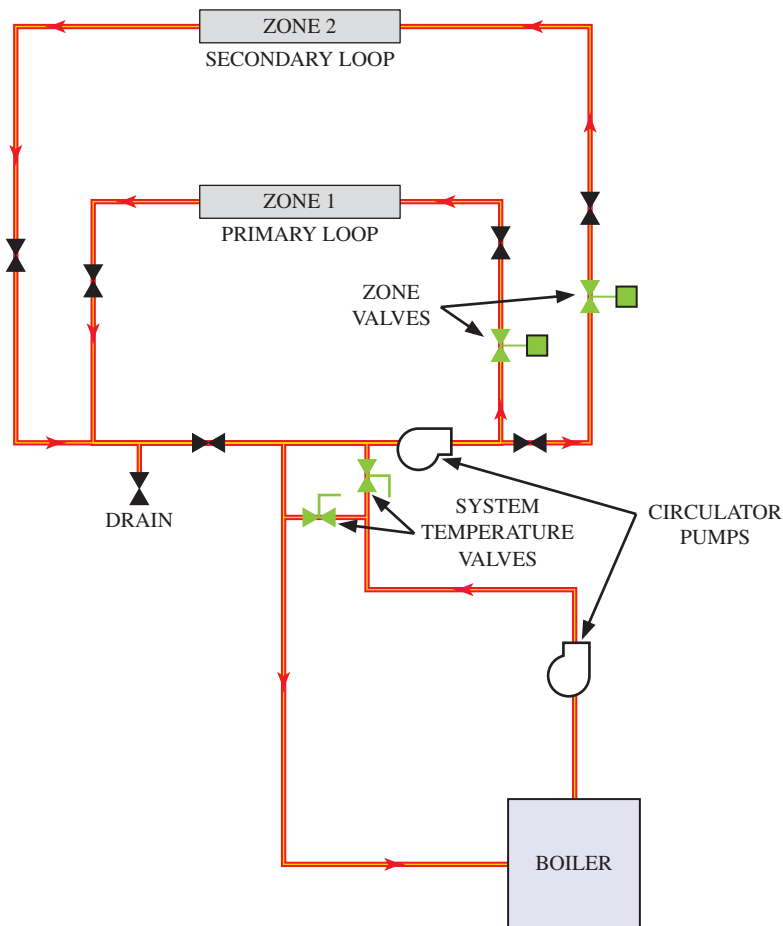 ZONE 2
SECONDARY LOOP
ZONE 1
PRIMARY LOOP
ZONE
VALVES
DRAIN
SYSTEM
TEMPERATURE
VALVES
CIRCULATOR
PUMPS
BOILER